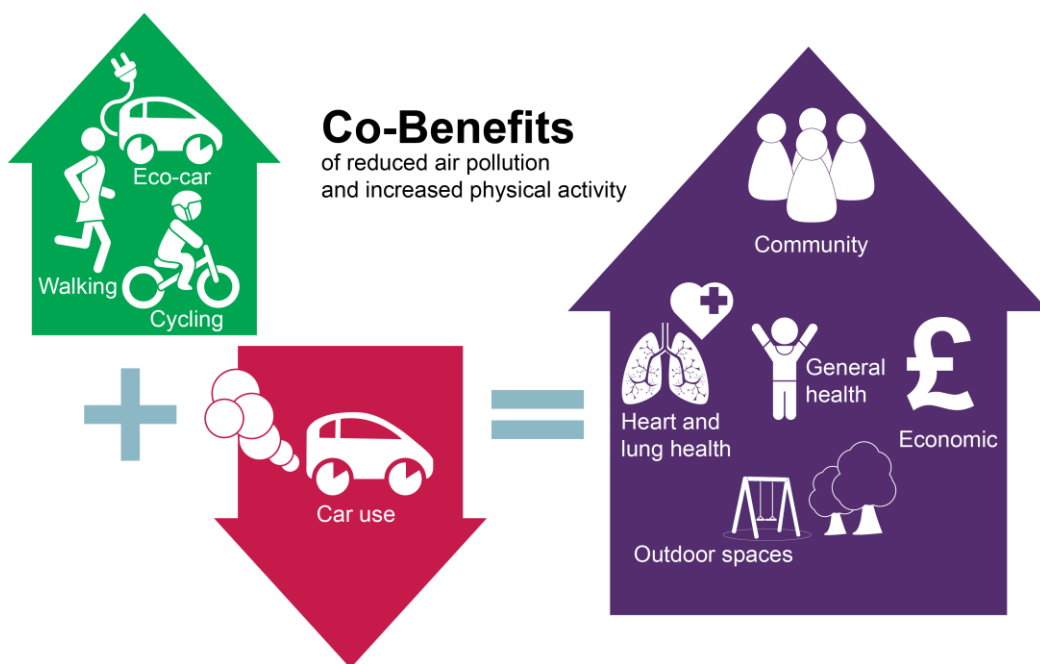 Co-Benefits
of reduced air pollution
and increased physical activity
Eco-car
Walking
Cycling
+
Car use
=
Community
Heart and
lung health
General
health
£
Economic
Outdoor spaces